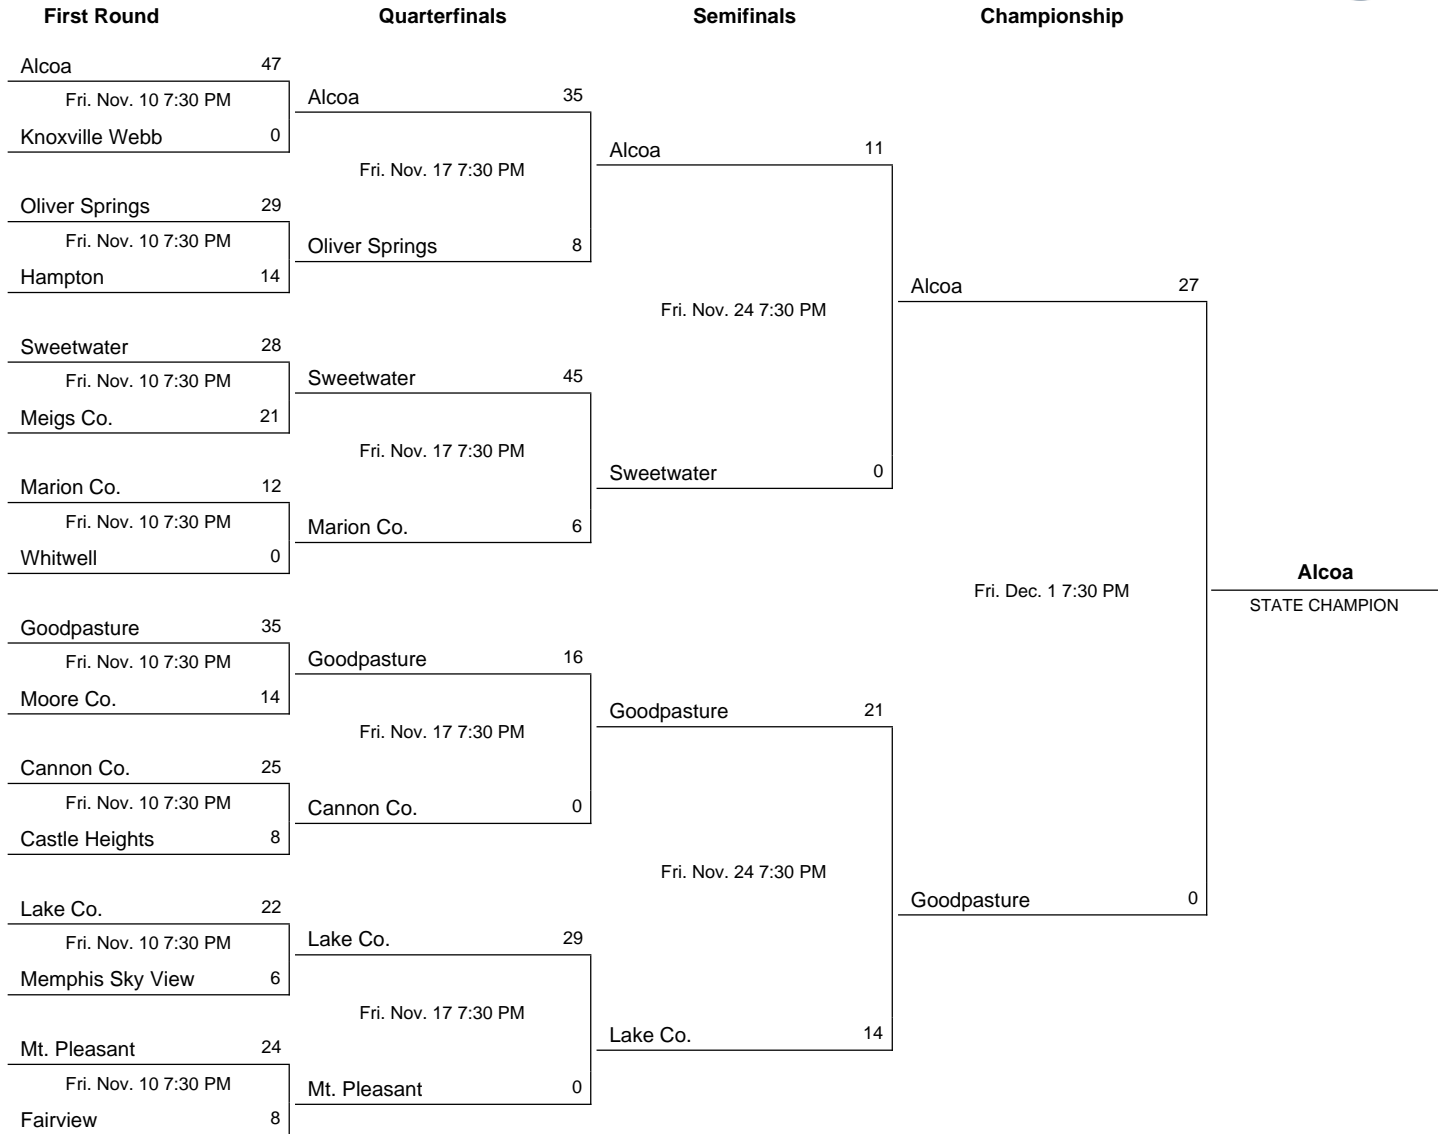 First Round Quarterfinals Semifinals Championship
Alcoa 47
Fri. Nov. 10 7:30 PM
Knoxville Webb 0
Oliver Springs 29
Fri. Nov. 10 7:30 PM
Hampton 14
Sweetwater 28
Fri. Nov. 10 7:30 PM
Meigs Co. 21
Marion Co. 12
Fri. Nov. 10 7:30 PM
Whitwell 0
Goodpasture 35
Fri. Nov. 10 7:30 PM
Moore Co. 14
Cannon Co. 25
Fri. Nov. 10 7:30 PM
Castle Heights 8
Lake Co. 22
Fri. Nov. 10 7:30 PM
Memphis Sky View 6
Mt. Pleasant 24
Fri. Nov. 10 7:30 PM
Fairview 8
Alcoa 35
Fri. Nov. 17 7:30 PM
Oliver Springs 8
Sweetwater 45
Fri. Nov. 17 7:30 PM
Marion Co. 6
Goodpasture 16
Fri. Nov. 17 7:30 PM
Cannon Co. 0
Lake Co. 29
Fri. Nov. 17 7:30 PM
Mt. Pleasant 0
Alcoa 11
Fri. Nov. 24 7:30 PM
Sweetwater 0
Goodpasture 21
Fri. Nov. 24 7:30 PM
Lake Co. 14
Alcoa 27
Fri. Dec. 1 7:30 PM
Goodpasture 0
Alcoa
STATE CHAMPION